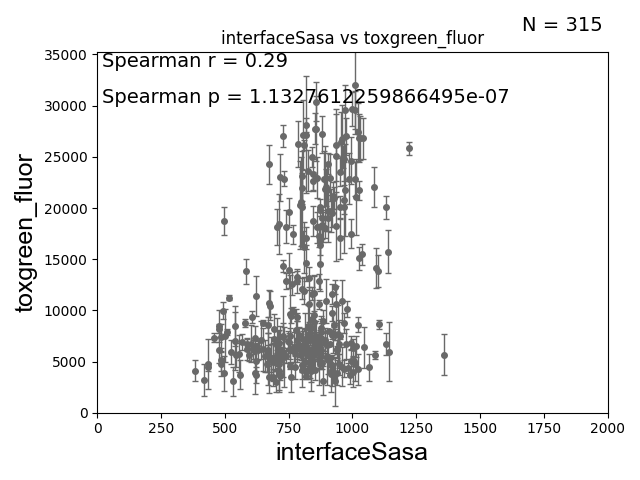 N = 315
interfaceSasa vs toxgreen_fluor
Spearman r = 0.29
Spearman p = 1.1327612259866495e-07
35000
30000
25000
20000
15000
10000
5000
0
toxgreen_fluor
0 250 500 750 1000 1250 1500 1750 2000
interfaceSasa